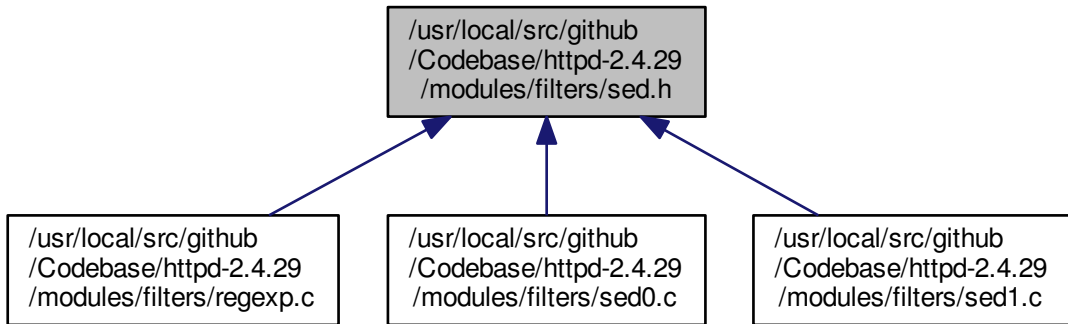 /usr/local/src/github
/Codebase/httpd-2.4.29
/modules/filters/sed.h
/usr/local/src/github
/Codebase/httpd-2.4.29
/modules/filters/regexp.c
/usr/local/src/github
/Codebase/httpd-2.4.29
/modules/filters/sed0.c
/usr/local/src/github
/Codebase/httpd-2.4.29
/modules/filters/sed1.c